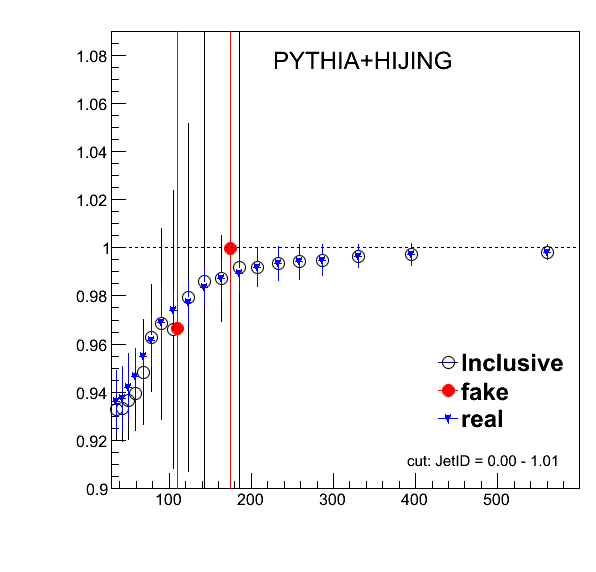 PYTHIA+HIJING
1.08
1.06
1.04
1.02
1
0.98
0.96
0.94
0.92
0.9
Inclusive
fake
real
cut: JetID = 0.00 - 1.01
100 200 300 400 500